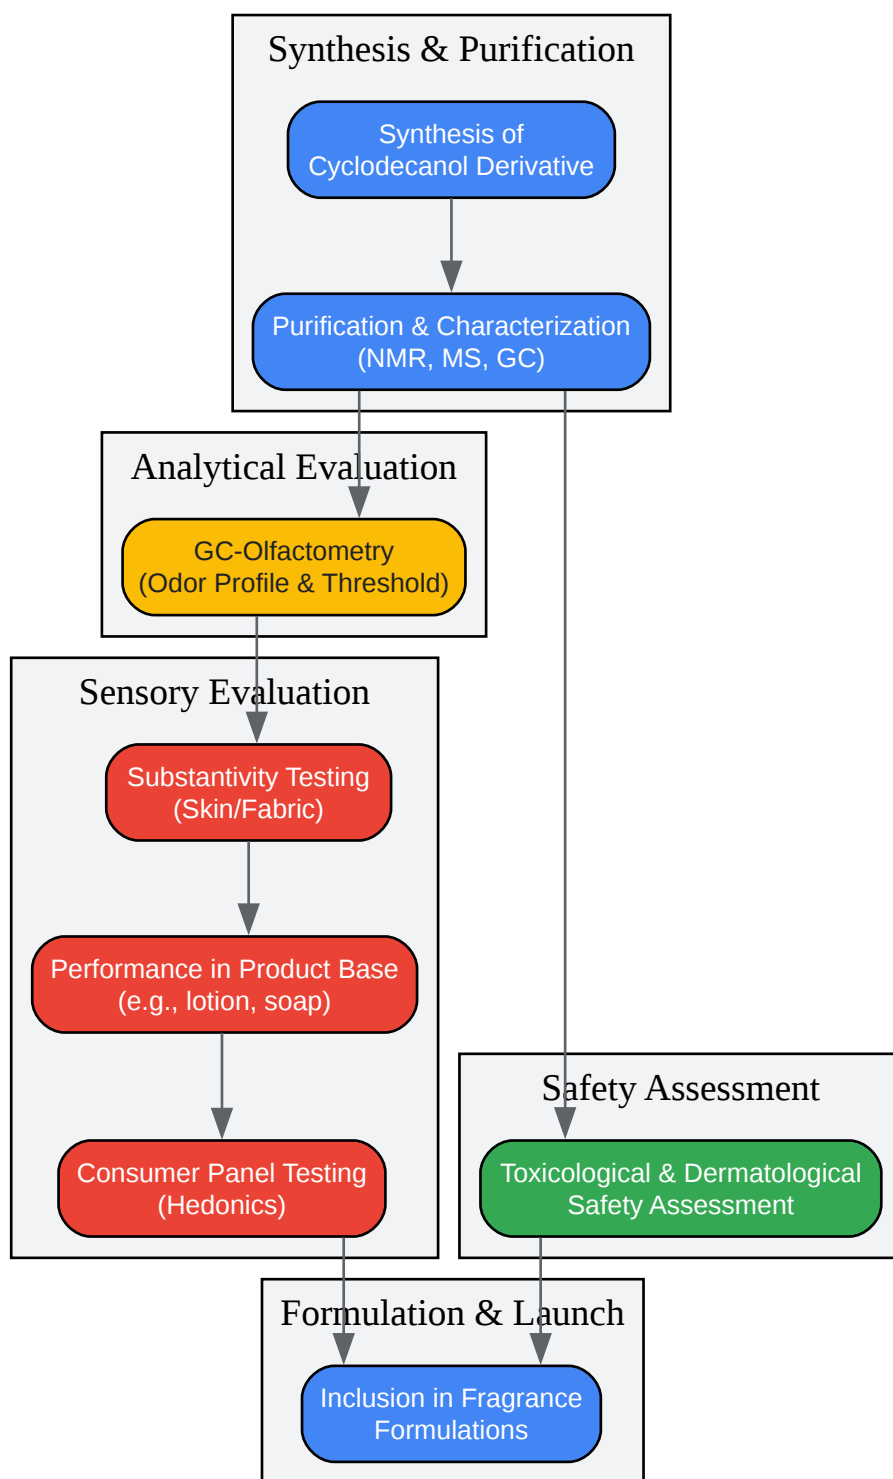 Synthesis & Purification
Synthesis of
Cyclodecanol Derivative
Purification & Characterization
(NMR, MS, GC)
Analytical Evaluation
GC-Olfactometry
(Odor Profile & Threshold)
Sensory Evaluation
Substantivity Testing
(Skin/Fabric)
Performance in Product Base
(e.g., lotion, soap)
Consumer Panel Testing
(Hedonics)
Safety Assessment
Toxicological & Dermatological
Safety Assessment
Formulation & Launch
Inclusion in Fragrance
Formulations